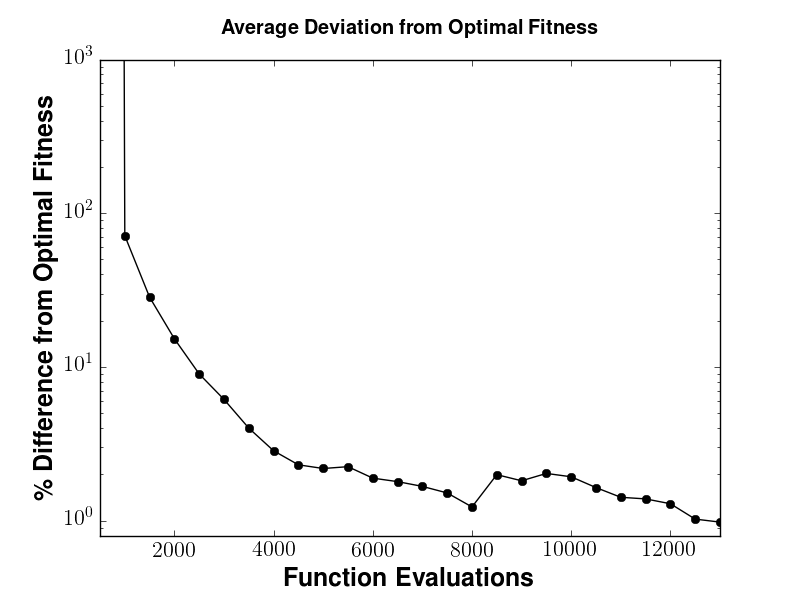 Average Deviation from Optimal Fitness
10³
10²
10¹
10⁰
% Difference from Optimal Fitness
2000 4000 6000 8000 10000 12000
Function Evaluations